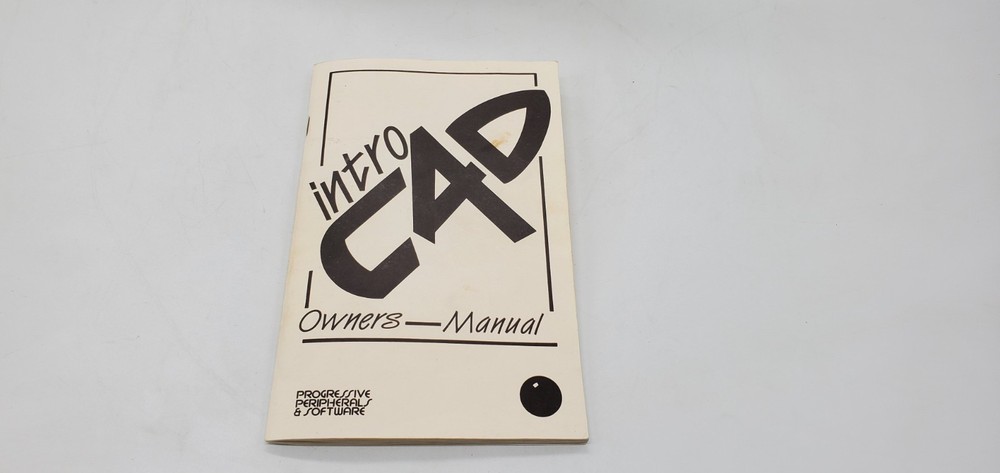 intro
CAD
Owners — Manual
PROGRESSIVE
PERIPHERALS
& SOFTWARE